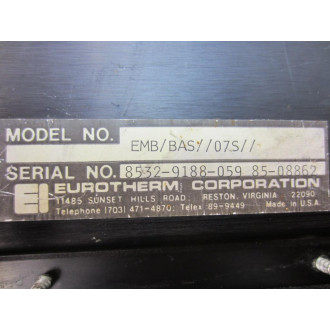 MODEL NO. EMB/BAS//07S//
SERIAL NO. 8532-9188-059 85-08862
EI EUROTHERM CORPORATION
11485 SUNSET HILLS ROAD, RESTON, VIRGINIA 22090
Telephone (703) 471-4870; Telex 89-9449 Made in U.S.A.